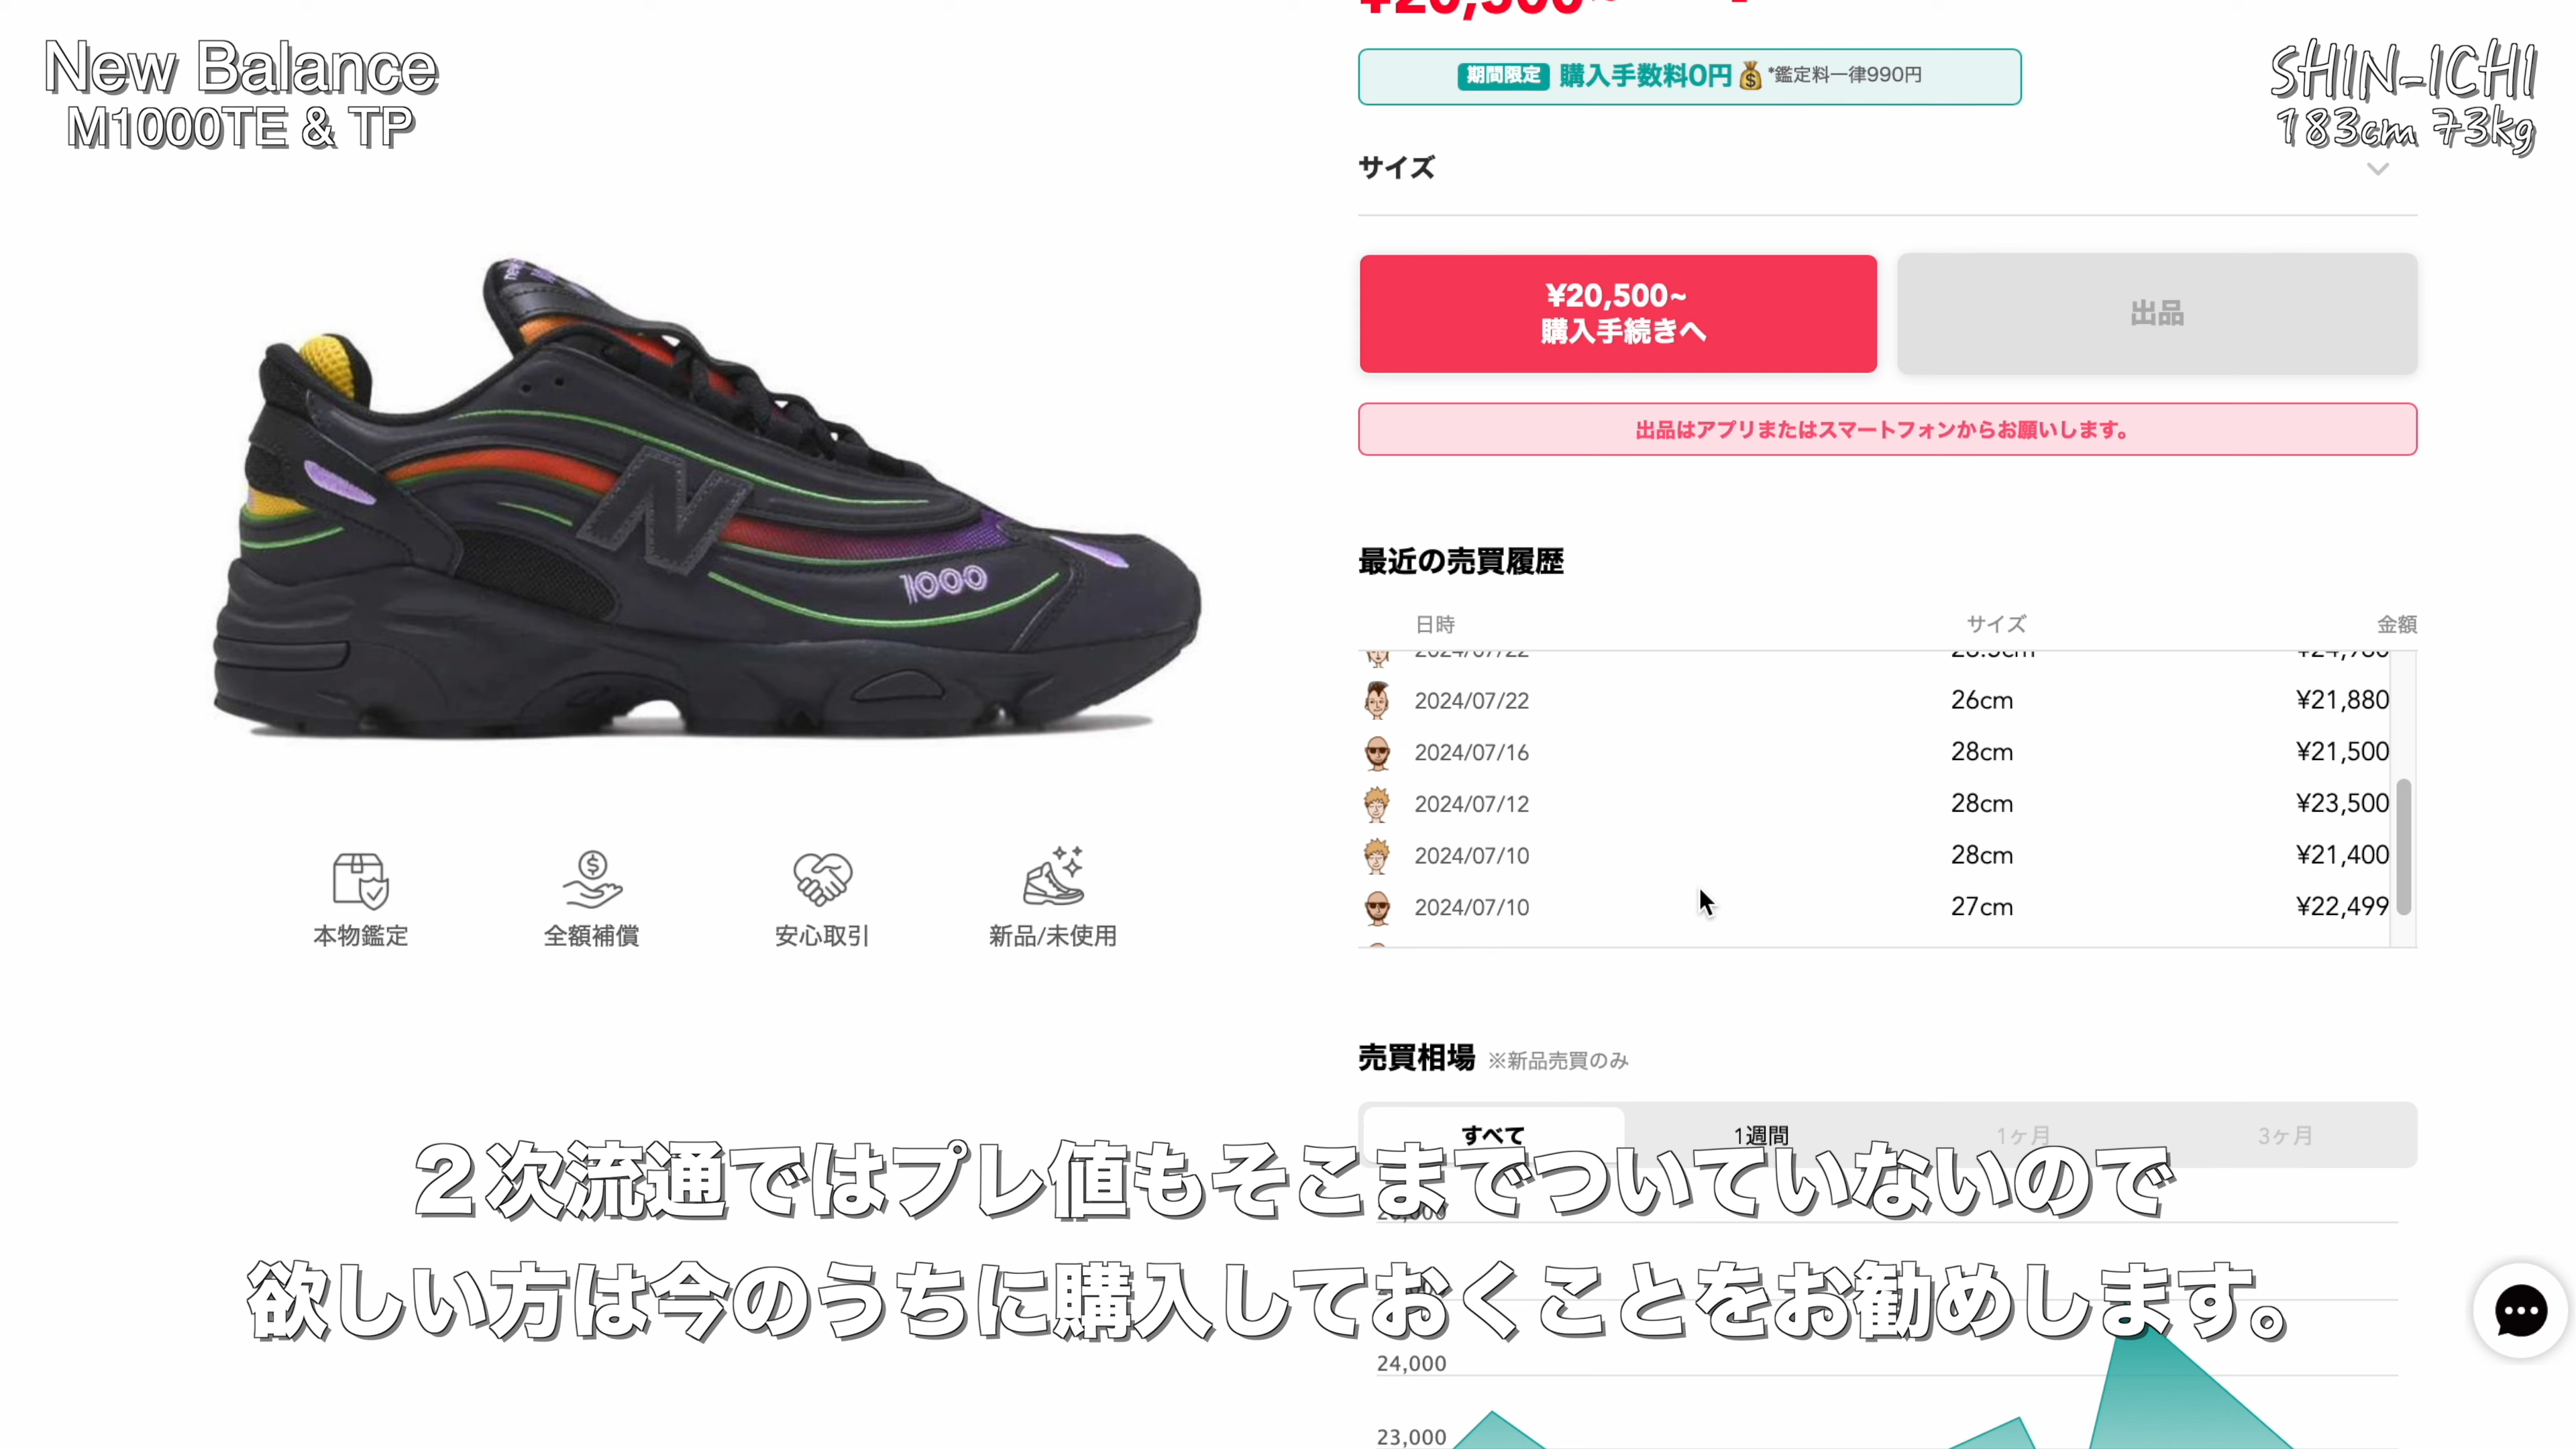 New Balance
M1000TE & TP
SHIN-ICHI
183cm 73kg
期間限定 購入手数料0円 *鑑定料一律990円
サイズ
¥20,500~
購入手続きへ
出品
出品はアプリまたはスマートフォンからお願いします。
N
1000
最近の売買履歴
日時 サイズ 金額
2024/07/22 26cm ¥21,880
2024/07/16 28cm ¥21,500
2024/07/12 28cm ¥23,500
2024/07/10 28cm ¥21,400
2024/07/10 27cm ¥22,499
本物鑑定
全額補償
安心取引
新品/未使用
売買相場 ※新品売買のみ
すべて 1週間 1ヶ月 3ヶ月
２次流通ではプレ値もそこまでついていないので
欲しい方は今のうちに購入しておくことをお勧めします。
24,000
23,000